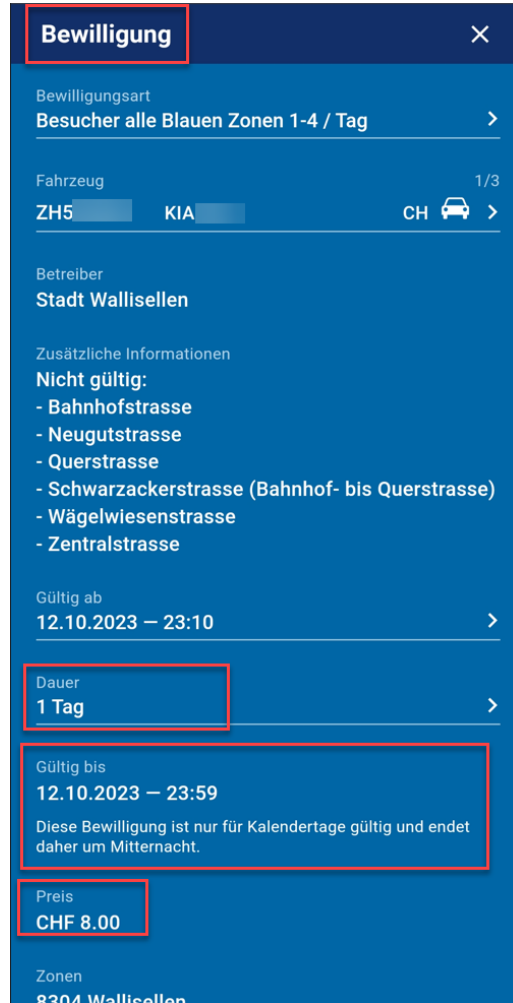 Bewilligung
Bewilligungsart
Besucher alle Blauen Zonen 1-4 / Tag
Fahrzeug 1/3
ZH5 KIA CH
Betreiber
Stadt Wallisellen
Zusätzliche Informationen
Nicht gültig:
- Bahnhofstrasse
- Neugutstrasse
- Querstrasse
- Schwarzackerstrasse (Bahnhof- bis Querstrasse)
- Wägelwiesenstrasse
- Zentralstrasse
Gültig ab
12.10.2023 — 23:10
Dauer
1 Tag
Gültig bis
12.10.2023 — 23:59
Diese Bewilligung ist nur für Kalendertage gültig und endet
daher um Mitternacht.
Preis
CHF 8.00
Zonen
8304 Wallisellen